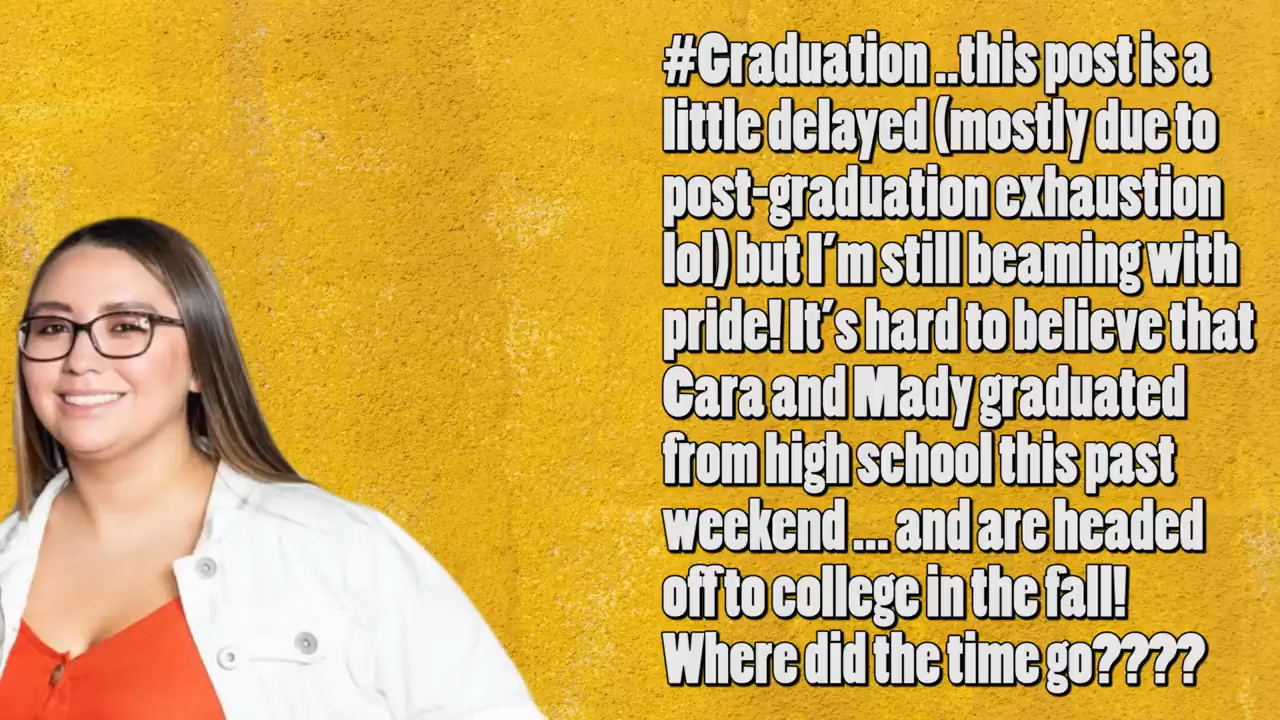 #Graduation ..this post is a
little delayed (mostly due to
post-graduation exhaustion
lol) but I'm still beaming with
pride! It's hard to believe that
Cara and Mady graduated
from high school this past
weekend ... and are headed
off to college in the fall!
Where did the time go????